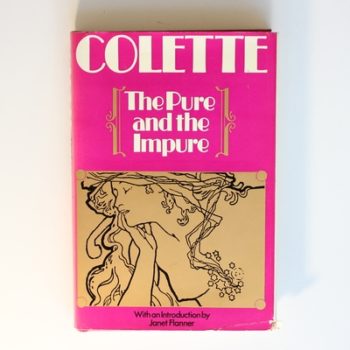 COLETTE
The Pure
and the
Impure
With an Introduction by
Janet Flanner